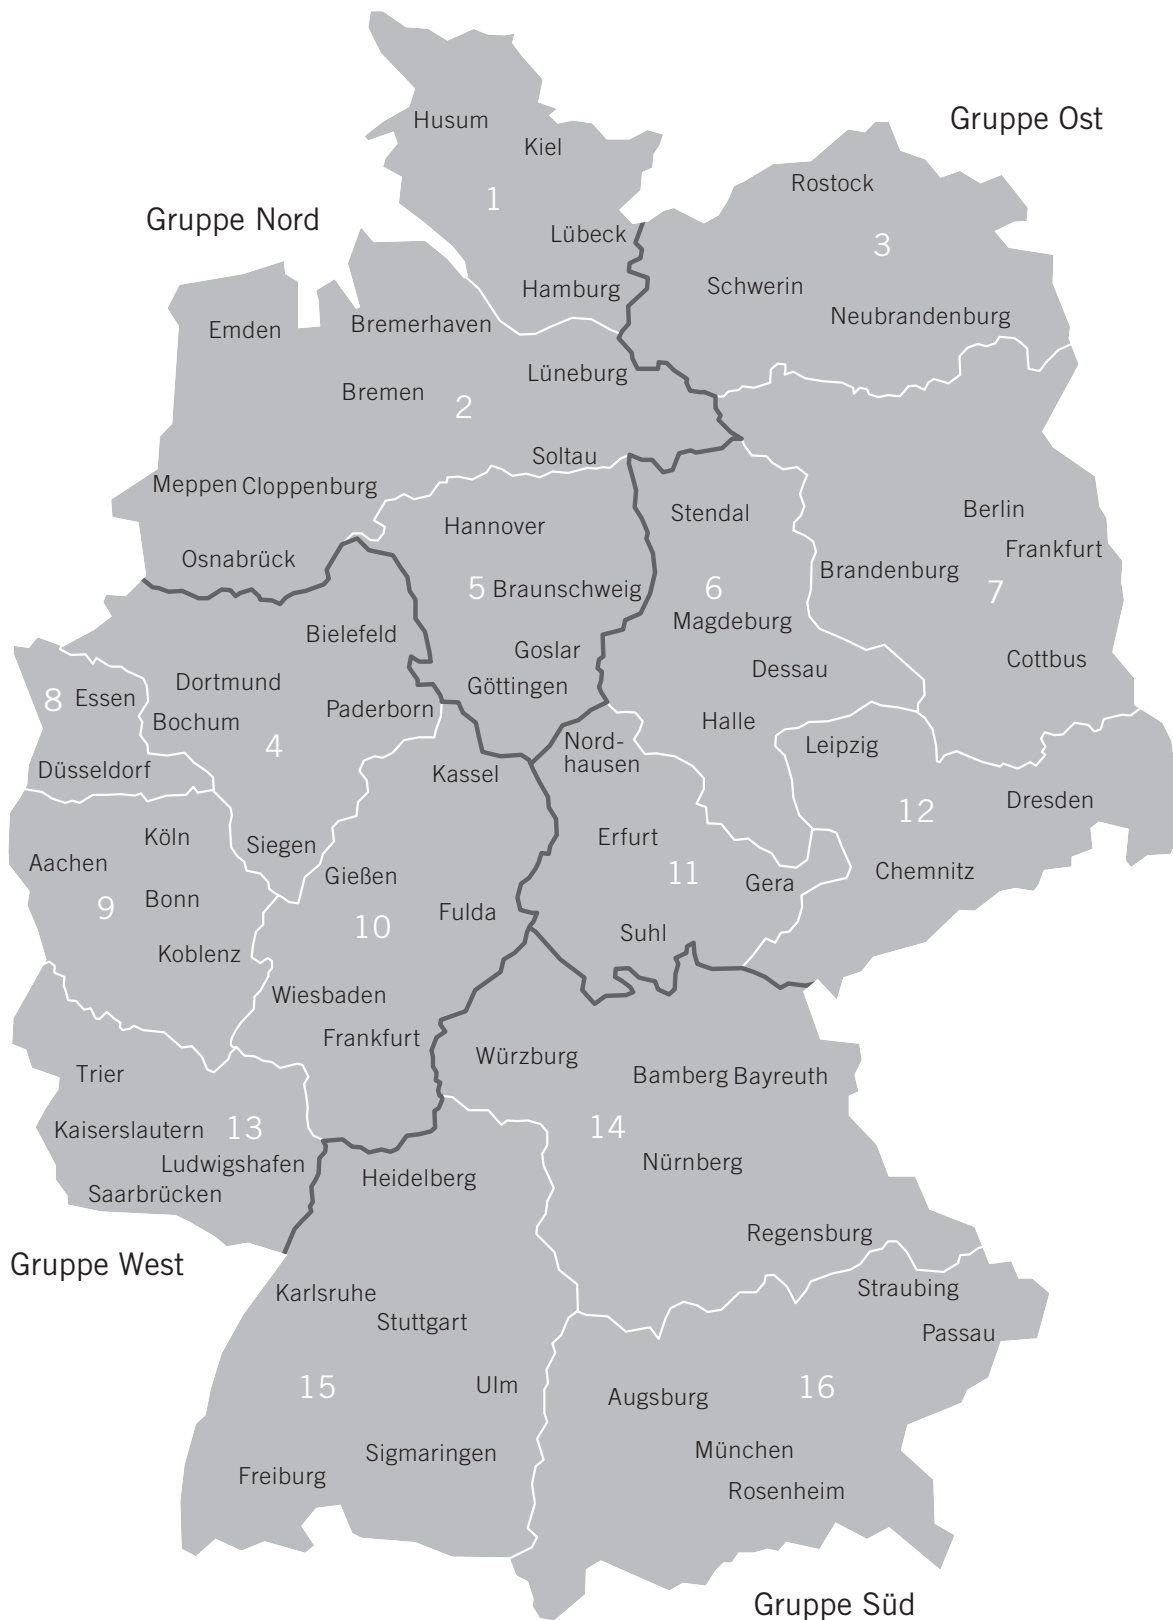 Husum
Gruppe Ost
Kiel
Rostock
1
Gruppe Nord
Lübeck
3
Schwerin
Hamburg
Neubrandenburg
Emden
Bremerhaven
Lüneburg
Bremen
2
Soltau
Meppen
Cloppenburg
Stendal
Berlin
Hannover
Frankfurt
Osnabrück
Brandenburg
5
Braunschweig
6
7
Magdeburg
Bielefeld
Goslar
Cottbus
Dessau
Dortmund
Göttingen
8
Essen
Paderborn
Bochum
Halle
4
Nord-
hausen
Leipzig
Düsseldorf
Kassel
Dresden
12
Köln
Erfurt
Siegen
Aachen
Gießen
11
Chemnitz
Gera
Bonn
9
Fulda
10
Suhl
Koblenz
Wiesbaden
Frankfurt
Würzburg
Trier
Bamberg
Bayreuth
Kaiserslautern
13
14
Ludwigshafen
Nürnberg
Heidelberg
Saarbrücken
Regensburg
Gruppe West
Straubing
Karlsruhe
Stuttgart
Passau
15
Ulm
16
Augsburg
Sigmaringen
München
Freiburg
Rosenheim
Gruppe Süd